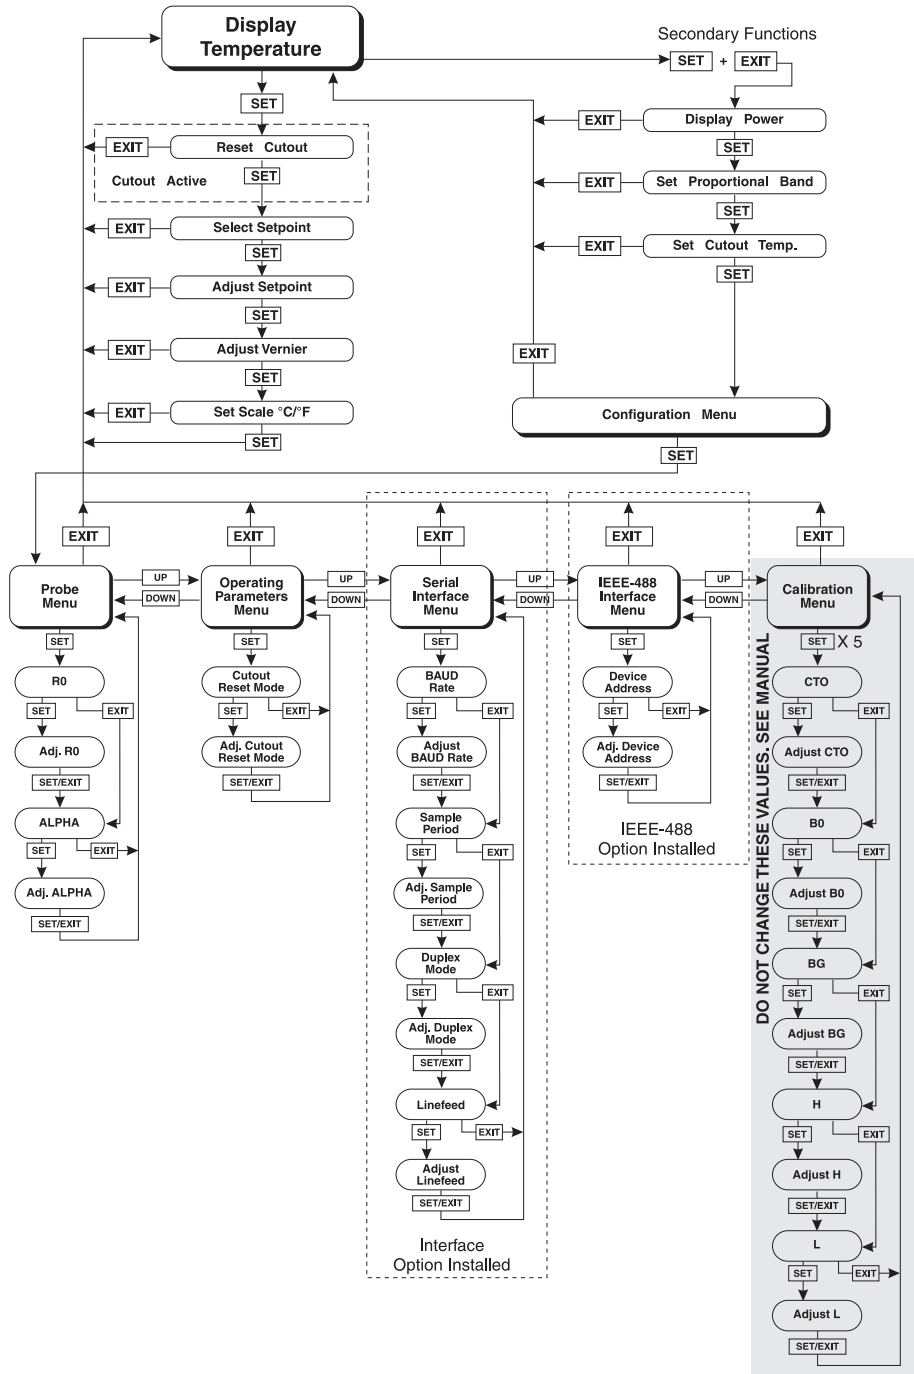 Display
Temperature
Secondary Functions
SET + EXIT
SET
EXIT
Reset Cutout
Cutout Active
SET
EXIT
Select Setpoint
SET
EXIT
Adjust Setpoint
SET
EXIT
Adjust Vernier
SET
EXIT
Set Scale °C/°F
SET
EXIT
Display Power
SET
EXIT
Set Proportional Band
SET
EXIT
Set Cutout Temp.
SET
EXIT
Configuration Menu
SET
EXIT
Probe
Menu
UP
DOWN
SET
R0
SET
EXIT
Adj. R0
SET/EXIT
ALPHA
SET
EXIT
Adj. ALPHA
SET/EXIT
EXIT
Operating
Parameters
Menu
UP
DOWN
SET
Cutout
Reset Mode
SET
EXIT
Adj. Cutout
Reset Mode
SET/EXIT
EXIT
Serial
Interface
Menu
UP
DOWN
SET
BAUD
Rate
SET
EXIT
Adjust
BAUD Rate
SET/EXIT
Sample
Period
SET
EXIT
Adj. Sample
Period
SET/EXIT
Duplex
Mode
SET
EXIT
Adj. Duplex
Mode
SET/EXIT
Linefeed
SET
EXIT
Adjust
Linefeed
SET/EXIT
Interface
Option Installed
EXIT
IEEE-488
Interface
Menu
UP
DOWN
SET
Device
Address
SET
EXIT
Adj. Device
Address
SET/EXIT
IEEE-488
Option Installed
EXIT
Calibration
Menu
DO NOT CHANGE THESE VALUES. SEE MANUAL
SET X 5
CTO
SET
EXIT
Adjust CTO
SET/EXIT
B0
SET
EXIT
Adjust B0
SET/EXIT
BG
SET
EXIT
Adjust BG
SET/EXIT
H
SET
EXIT
Adjust H
SET/EXIT
L
SET
EXIT
Adjust L
SET/EXIT